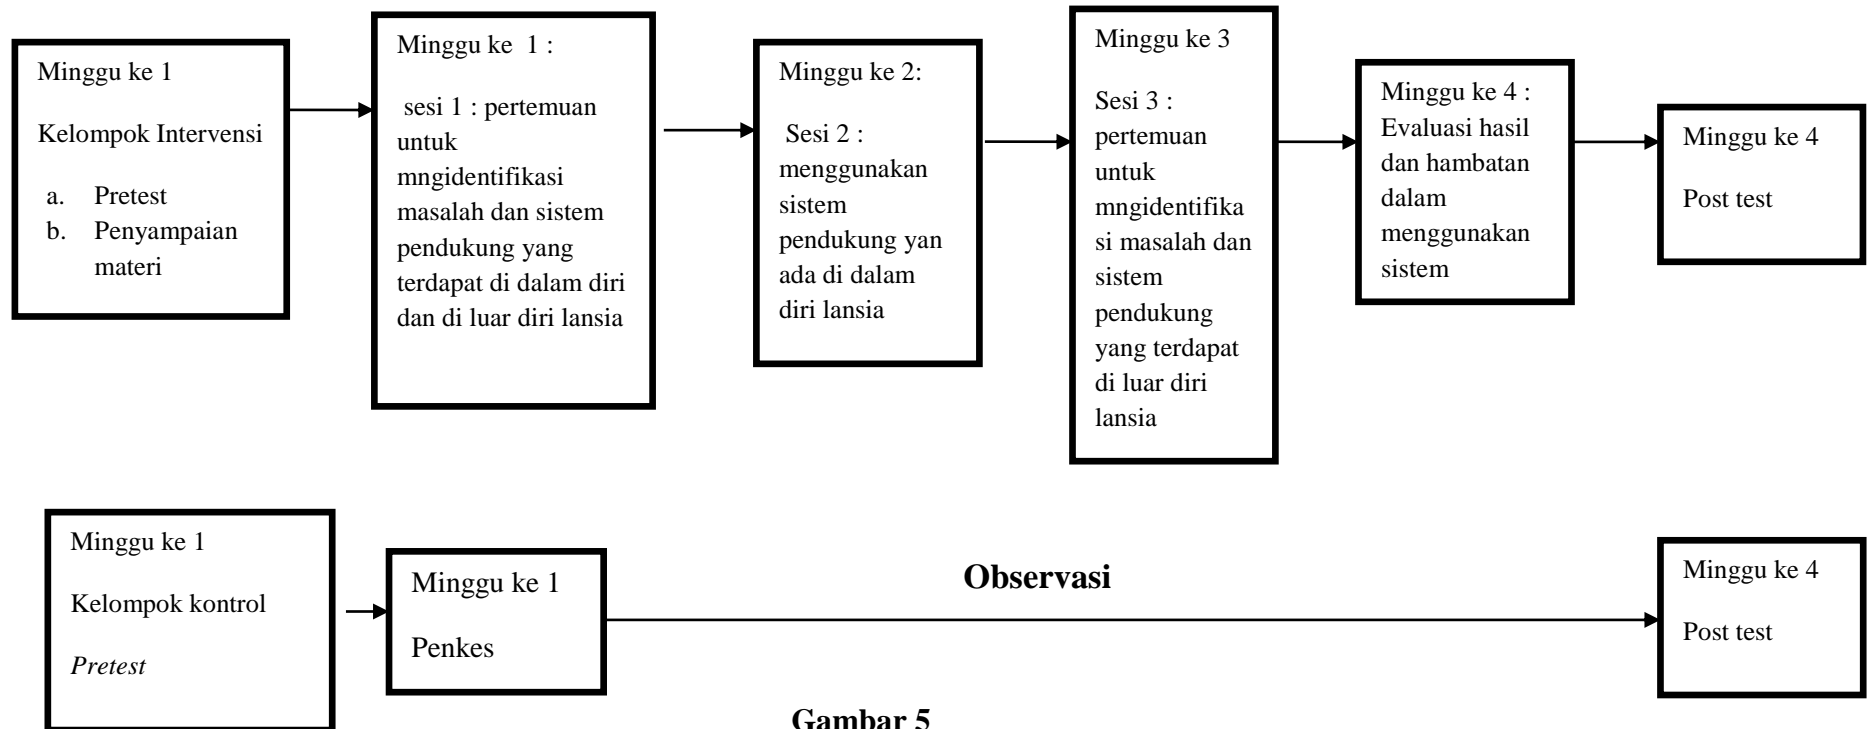 Minggu ke 1
Kelompok Intervensi
a. Pretest
b. Penyampaian
materi
Minggu ke  1 :
sesi 1 : pertemuan
untuk
mngidentifikasi
masalah dan sistem
pendukung yang
terdapat di dalam diri
dan di luar diri lansia
Minggu ke 2:
Sesi 2 :
menggunakan
sistem
pendukung yan
ada di dalam
diri lansia
Minggu ke 3
Sesi 3 :
pertemuan
untuk
mngidentifika
si masalah dan
sistem
pendukung
yang terdapat
di luar diri
lansia
Minggu ke 4 :
Evaluasi hasil
dan hambatan
dalam
menggunakan
sistem
Minggu ke 4
Post test
Minggu ke 1
Kelompok kontrol
Pretest
Minggu ke 1
Penkes
Observasi
Minggu ke 4
Post test
Gambar 5